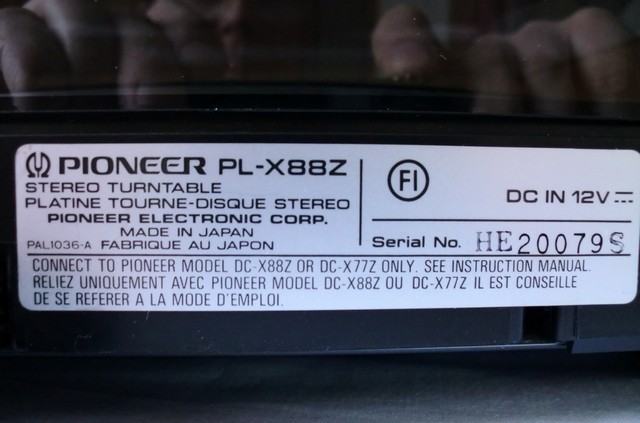 PIONEER PL-X88Z
STEREO TURNTABLE
PLATINE TOURNE-DISQUE STEREO
PIONEER ELECTRONIC CORP.
MADE IN JAPAN
PAL1036-A FABRIQUE AU JAPON
FI
DC IN 12V
Serial No. HE20079S
CONNECT TO PIONEER MODEL DC-X88Z OR DC-X77Z ONLY. SEE INSTRUCTION MANUAL.
RELIEZ UNIQUEMENT AVEC PIONEER MODEL DC-X88Z OU DC-X77Z IL EST CONSEILLE
DE SE REFERER A LA MODE D'EMPLOI.